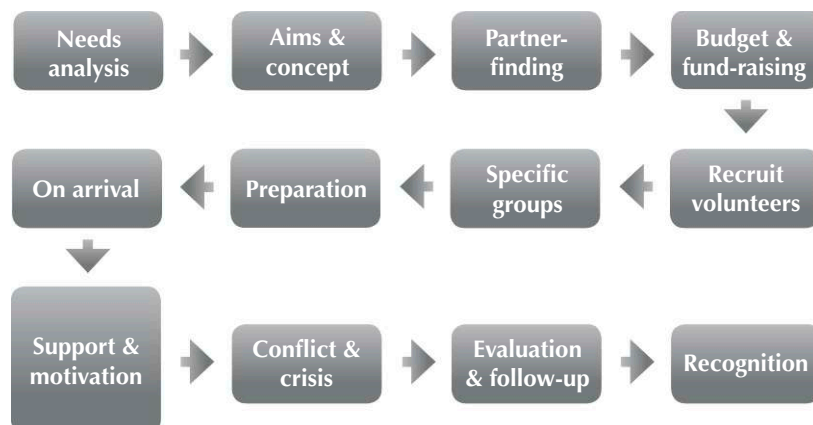 Needs
analysis
Aims &
concept
Partner-
finding
Budget &
fund-raising
Recruit
volunteers
Specific
groups
Preparation
On arrival
Support &
motivation
Conflict &
crisis
Evaluation
& follow-up
Recognition